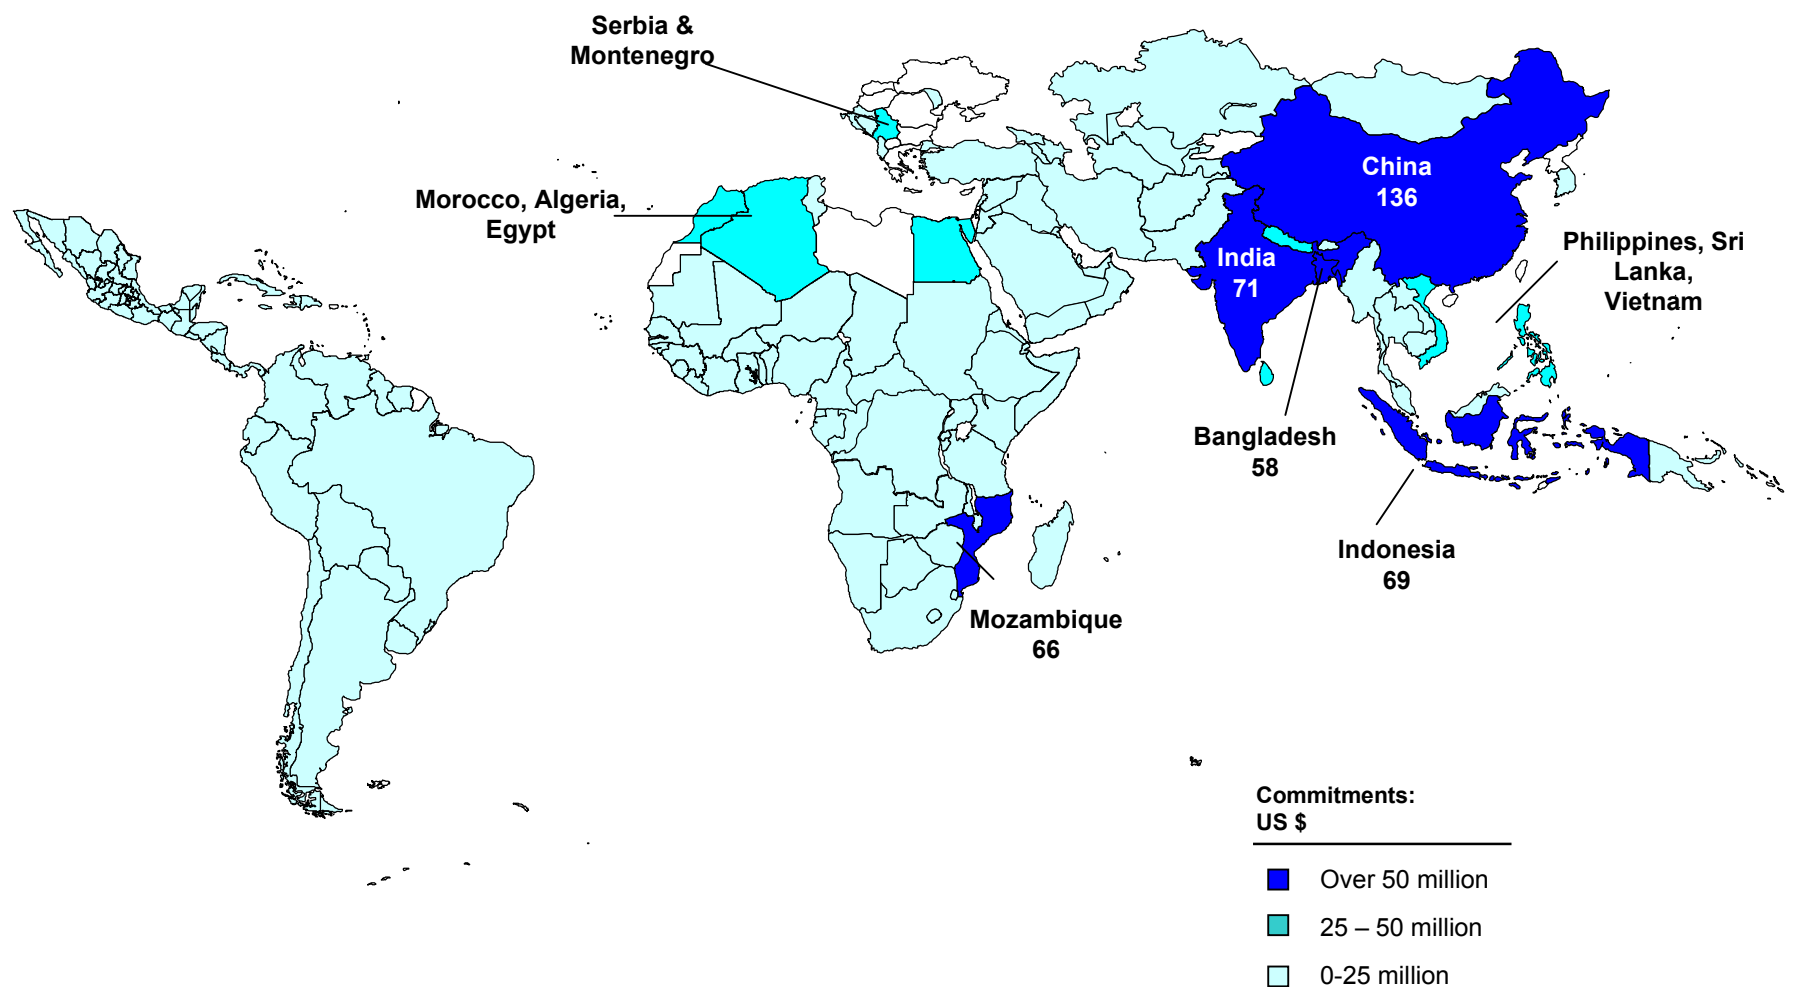 Serbia &
Montenegro
Morocco, Algeria,
Egypt
China
136
India
71
Philippines, Sri
Lanka,
Vietnam
Bangladesh
58
Indonesia
69
Mozambique
66
Commitments:
US $
Over 50 million
25 – 50 million
0-25 million